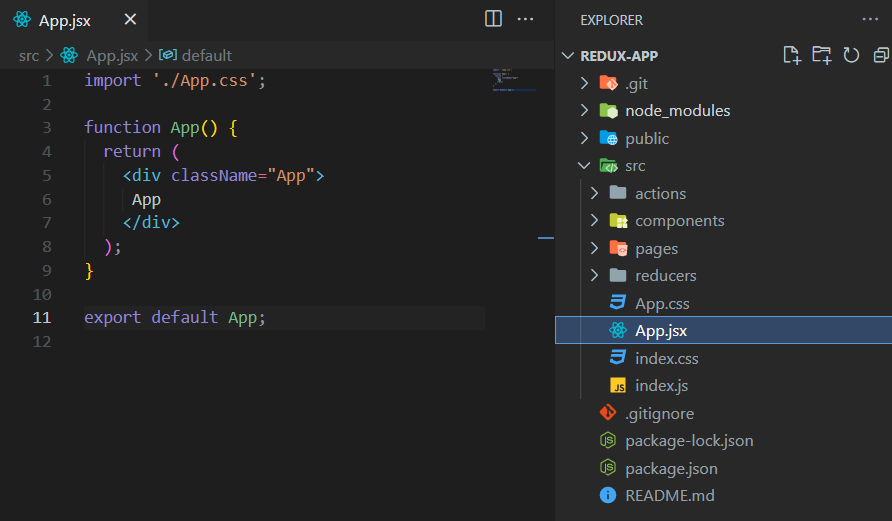 App.jsx
src > App.jsx > default
1 import './App.css';
2
3 function App() {
4 return (
5 <div className="App">
6 App
7 </div>
8 );
9 }
10
11 export default App;
12
EXPLORER
REDUX-APP
.git
node_modules
public
src
actions
components
pages
reducers
App.css
App.jsx
index.css
JS index.js
.gitignore
package-lock.json
package.json
README.md